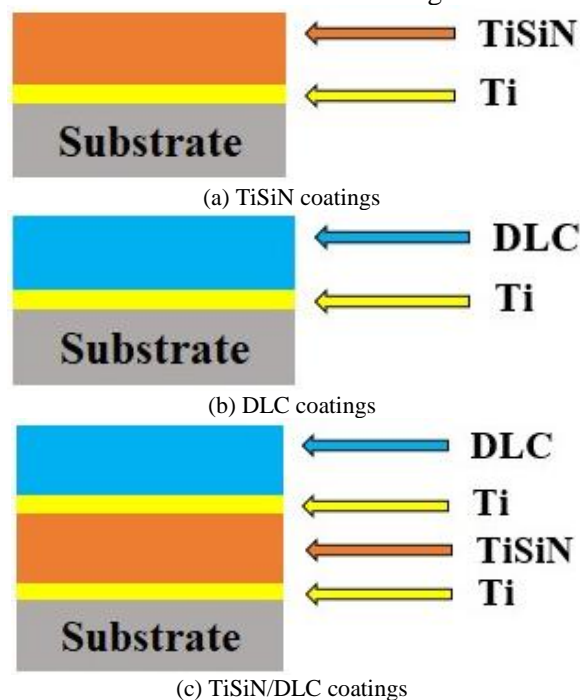 TiSiN
Ti
Substrate
(a) TiSiN coatings
DLC
Ti
Substrate
(b) DLC coatings
DLC
Ti
TiSiN
Ti
Substrate
(c) TiSiN/DLC coatings